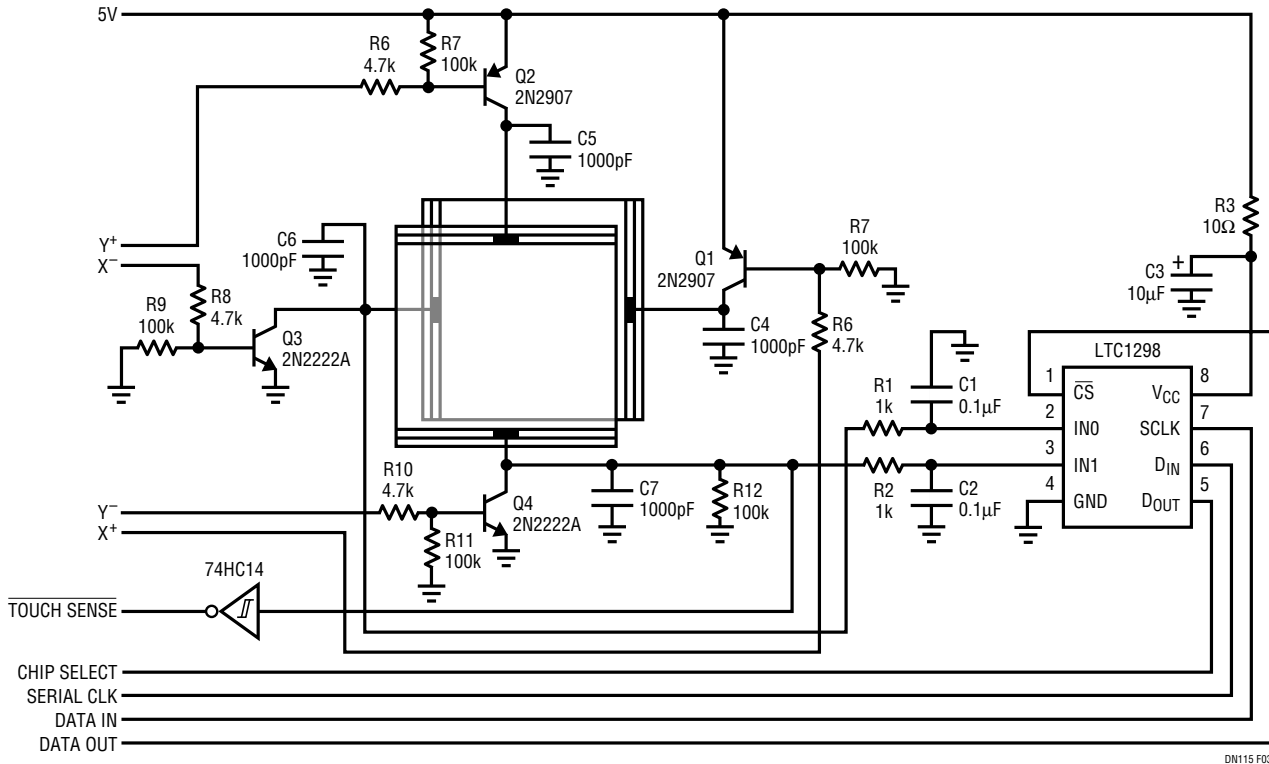 5V
R6
4.7k
R7
100k
Q2
2N2907
C5
1000pF
Y+
X–
C6
1000pF
R9
100k
R8
4.7k
Q3
2N2222A
Q1
2N2907
R7
100k
C4
1000pF
R6
4.7k
R3
10Ω
C3
+
10µF
LTC1298
1
CS
2
IN0
3
IN1
4
GND
8
VCC
7
SCLK
6
DIN
5
DOUT
R1
1k
C1
0.1µF
R2
1k
C2
0.1µF
R10
4.7k
Q4
2N2222A
C7
1000pF
R12
100k
R11
100k
Y–
X+
74HC14
TOUCH SENSE
CHIP SELECT
SERIAL CLK
DATA IN
DATA OUT
DN115 F03